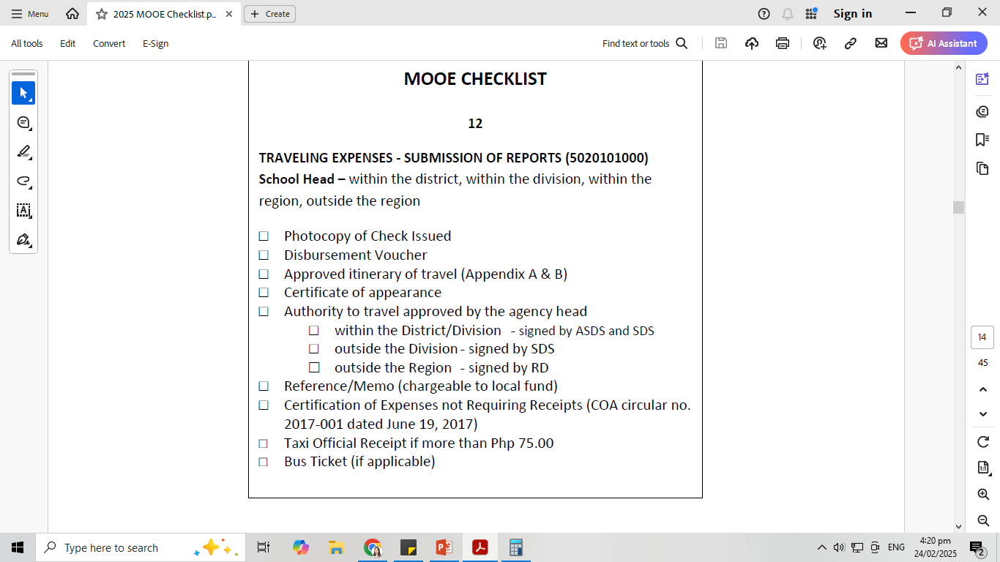 Menu
2025 MOOE Checklist.p...
Create
Sign in
All tools
Edit
Convert
E-Sign
Find text or tools
AI Assistant
MOOE CHECKLIST
12
TRAVELING EXPENSES - SUBMISSION OF REPORTS (5020101000)
School Head – within the district, within the division, within the
region, outside the region
Photocopy of Check Issued
Disbursement Voucher
Approved itinerary of travel (Appendix A & B)
Certificate of appearance
Authority to travel approved by the agency head
within the District/Division - signed by ASDS and SDS
outside the Division - signed by SDS
outside the Region - signed by RD
Reference/Memo (chargeable to local fund)
Certification of Expenses not Requiring Receipts (COA circular no.
2017-001 dated June 19, 2017)
Taxi Official Receipt if more than Php 75.00
Bus Ticket (if applicable)
14
45
1:1
Type here to search
ENG
4:20 pm
24/02/2025
2